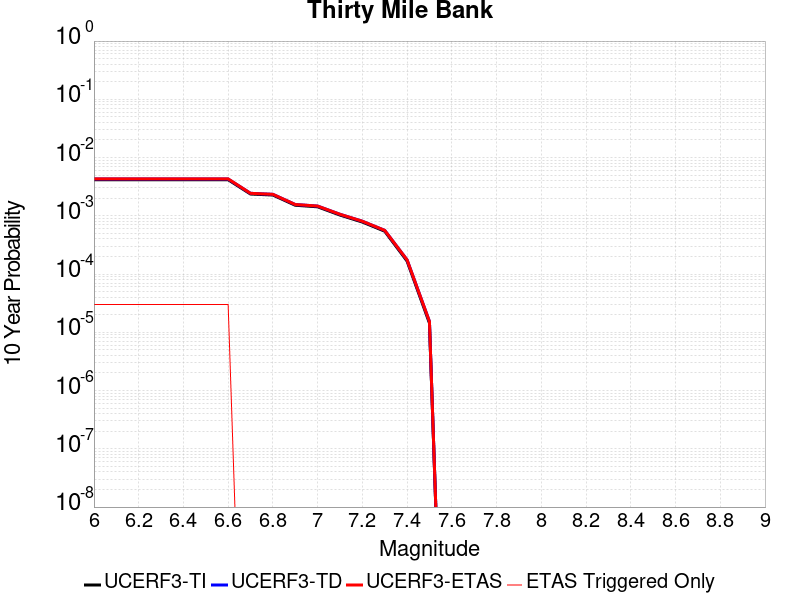 Thirty Mile Bank
10 0
10 -1
10 -2
10 -3
10 -4
10 -5
10 -6
10 -7
10 -8
10 Year Probability
6 6.2 6.4 6.6 6.8 7 7.2 7.4 7.6 7.8 8 8.2 8.4 8.6 8.8 9
Magnitude
UCERF3-TI UCERF3-TD UCERF3-ETAS ETAS Triggered Only